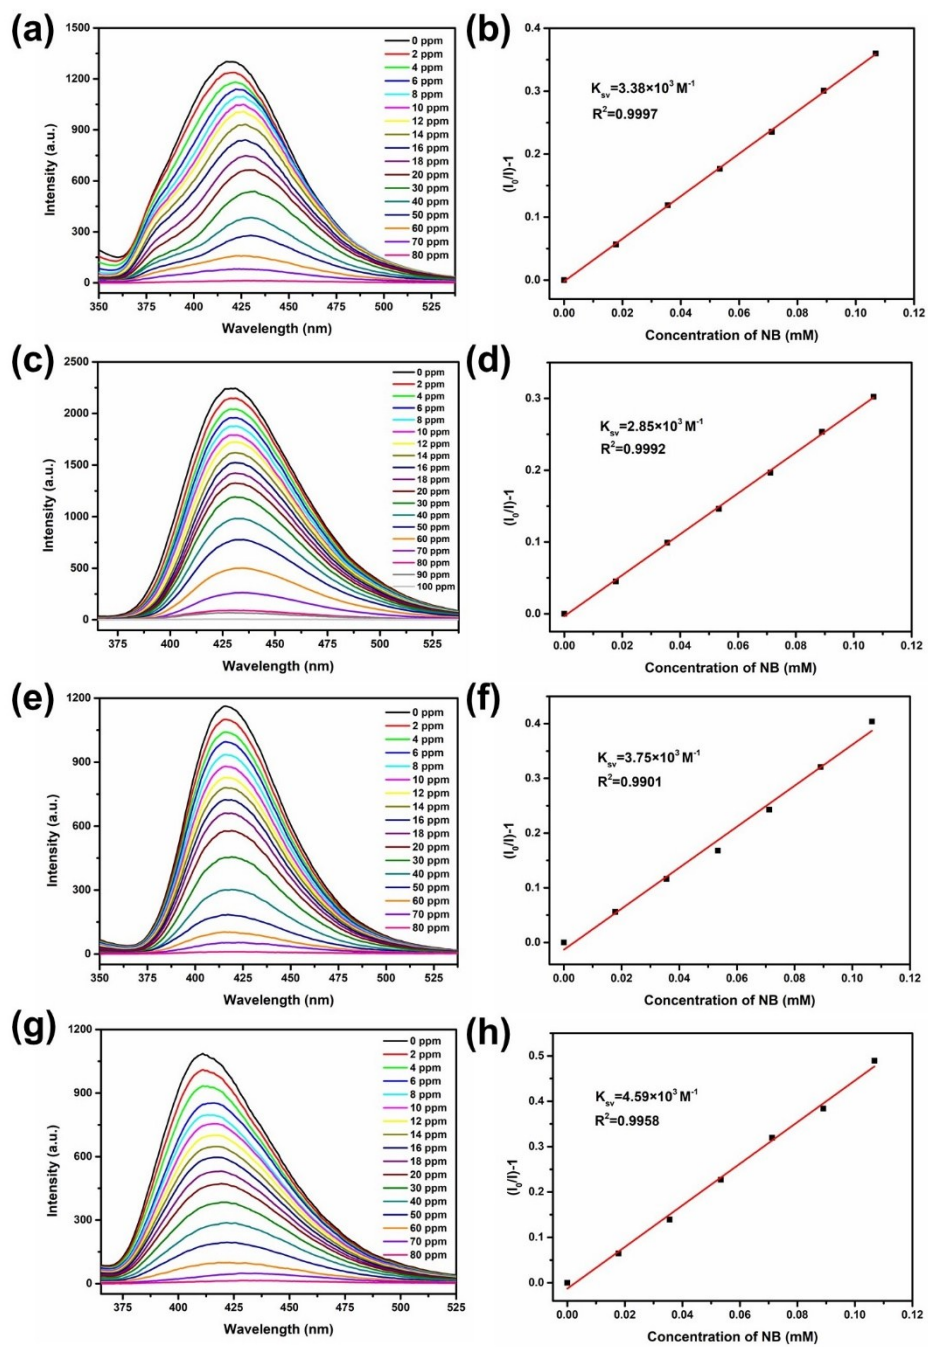 (a)
1500
1200
900
600
300
0
Intensity (a.u.)
350 375 400 425 450 475 500 525
Wavelength (nm)
0 ppm
2 ppm
4 ppm
6 ppm
8 ppm
10 ppm
12 ppm
14 ppm
16 ppm
18 ppm
20 ppm
30 ppm
40 ppm
50 ppm
60 ppm
70 ppm
80 ppm
(b)
0.4
0.3
0.2
0.1
0.0
(I₀/I)-1
Kₛᵥ=3.38×10³ M⁻¹
R²=0.9997
0.00 0.02 0.04 0.06 0.08 0.10 0.12
Concentration of NB (mM)
(c)
2500
2000
1500
1000
500
0
Intensity (a.u.)
375 400 425 450 475 500 525
Wavelength (nm)
0 ppm
2 ppm
4 ppm
6 ppm
8 ppm
10 ppm
12 ppm
14 ppm
16 ppm
18 ppm
20 ppm
30 ppm
40 ppm
50 ppm
60 ppm
70 ppm
80 ppm
90 ppm
100 ppm
(d)
0.3
0.2
0.1
0.0
(I₀/I)-1
Kₛᵥ=2.85×10³ M⁻¹
R²=0.9992
0.00 0.02 0.04 0.06 0.08 0.10 0.12
Concentration of NB (mM)
(e)
1200
900
600
300
0
Intensity (a.u.)
350 375 400 425 450 475 500 525
Wavelength (nm)
0 ppm
2 ppm
4 ppm
6 ppm
8 ppm
10 ppm
12 ppm
14 ppm
16 ppm
18 ppm
20 ppm
30 ppm
40 ppm
50 ppm
60 ppm
70 ppm
80 ppm
(f)
0.4
0.3
0.2
0.1
0.0
(I₀/I)-1
Kₛᵥ=3.75×10³ M⁻¹
R²=0.9901
0.00 0.02 0.04 0.06 0.08 0.10 0.12
Concentration of NB (mM)
(g)
1200
900
600
300
0
Intensity (a.u.)
375 400 425 450 475 500 525
Wavelength (nm)
0 ppm
2 ppm
4 ppm
6 ppm
8 ppm
10 ppm
12 ppm
14 ppm
16 ppm
18 ppm
20 ppm
30 ppm
40 ppm
50 ppm
60 ppm
70 ppm
80 ppm
(h)
0.5
0.4
0.3
0.2
0.1
0.0
(I₀/I)-1
Kₛᵥ=4.59×10³ M⁻¹
R²=0.9958
0.00 0.02 0.04 0.06 0.08 0.10 0.12
Concentration of NB (mM)